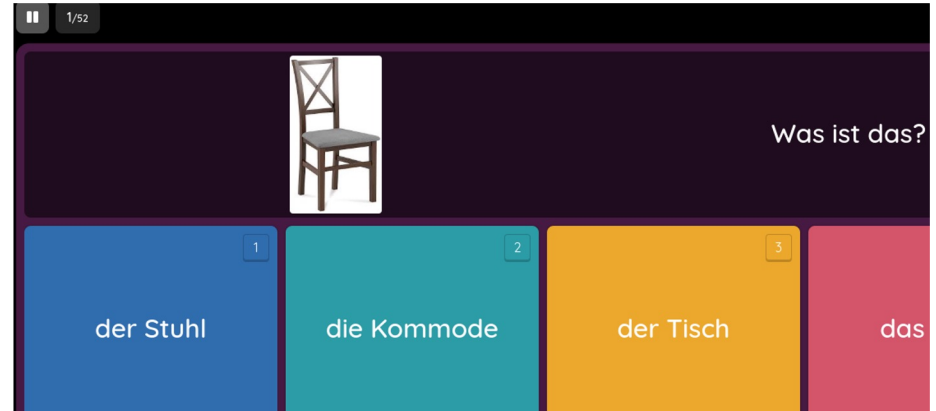 1/52
Was ist das?
1
2
3
der Stuhl
die Kommode
der Tisch
das